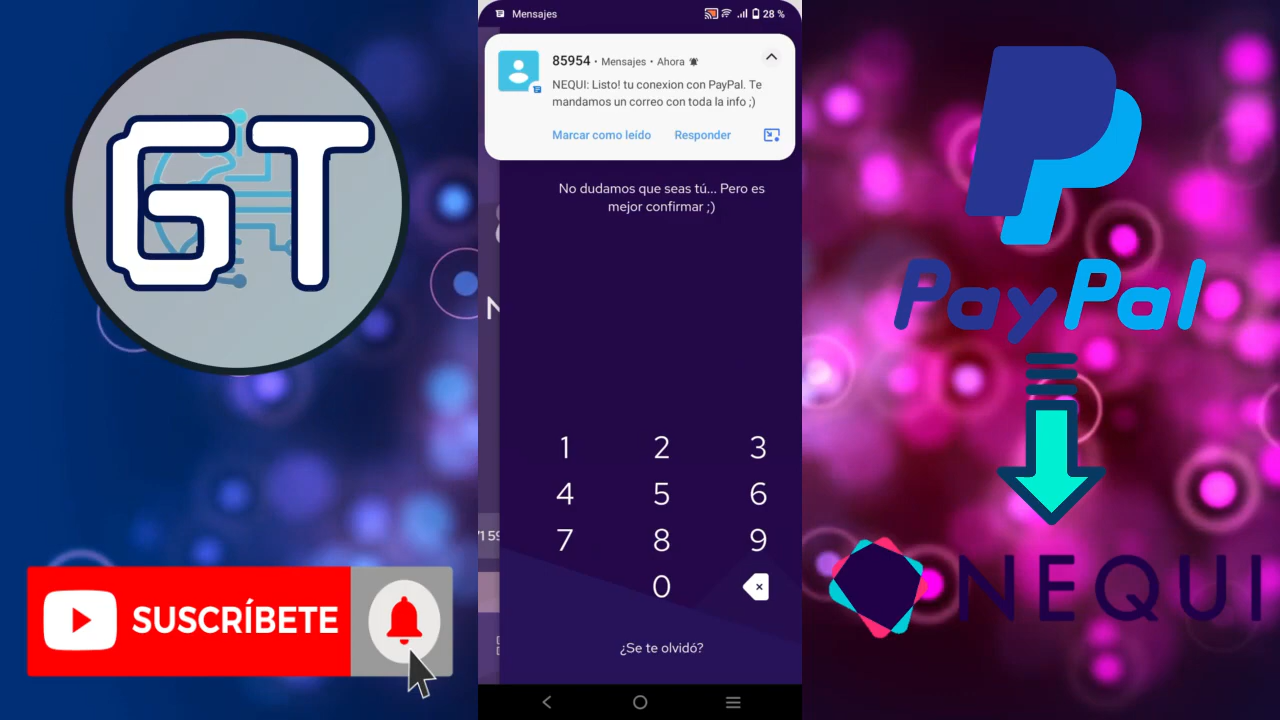 GT
SUSCRÍBETE
Mensajes
28 %
85954 • Mensajes • Ahora
NEQUI: Listo! tu conexion con PayPal. Te
mandamos un correo con toda la info ;)
Marcar como leído Responder
No dudamos que seas tú... Pero es
mejor confirmar ;)
1 2 3
4 5 6
7 8 9
0
¿Se te olvidó?
PayPal
NEQUI